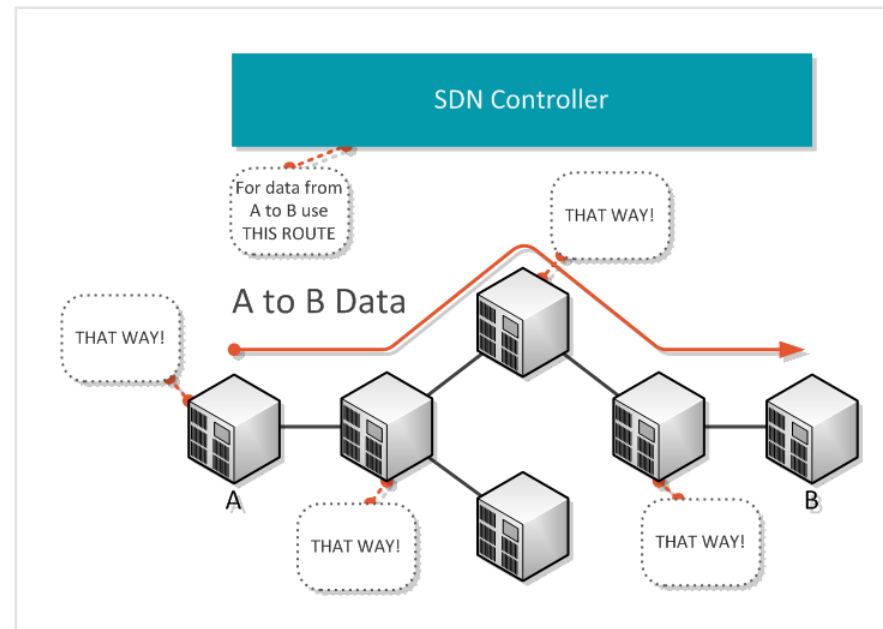 SDN Controller
For data from
A to B use
THIS ROUTE
THAT WAY!
A to B Data
THAT WAY!
A
B
THAT WAY!
THAT WAY!